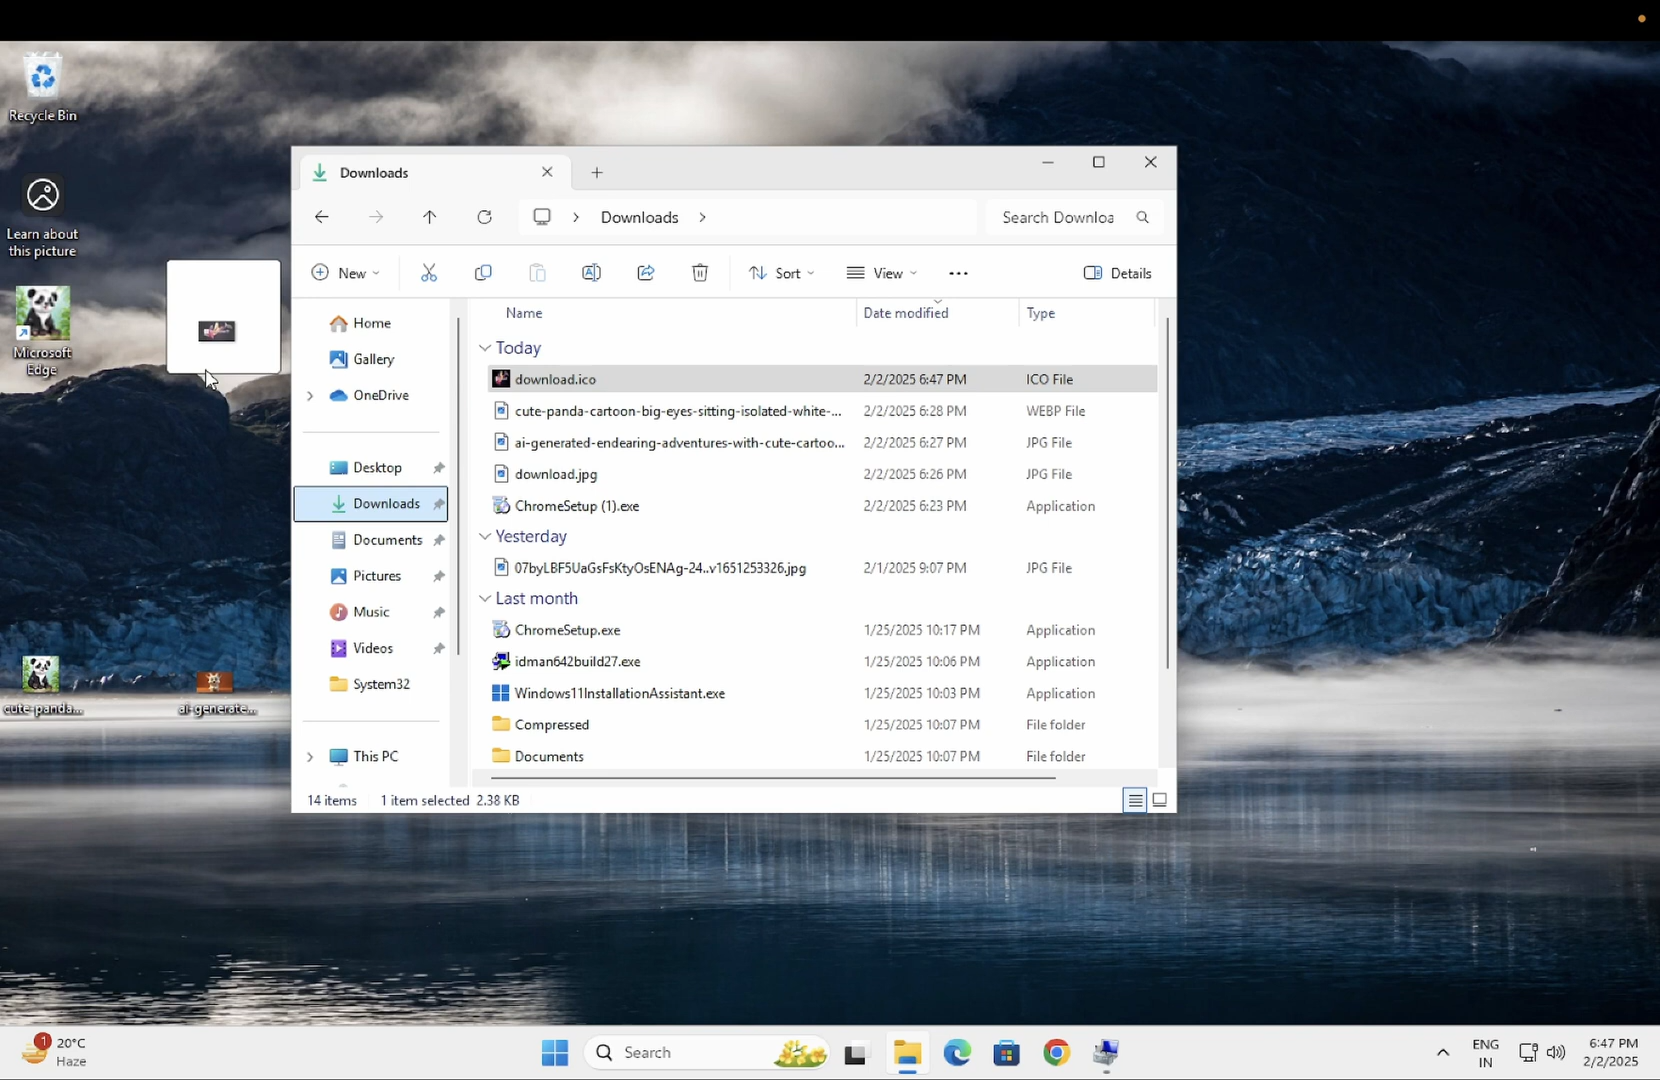 Recycle Bin
Learn about
this picture
Microsoft
Edge
cute-panda...
ai-generate...
Downloads
Downloads
Search Downloa
New
Sort
View
Details
Home
Gallery
OneDrive
Desktop
Downloads
Documents
Pictures
Music
Videos
System32
This PC
Name Date modified Type
Today
download.ico 2/2/2025 6:47 PM ICO File
cute-panda-cartoon-big-eyes-sitting-isolated-white-... 2/2/2025 6:28 PM WEBP File
ai-generated-endearing-adventures-with-cute-cartoo... 2/2/2025 6:27 PM JPG File
download.jpg 2/2/2025 6:26 PM JPG File
ChromeSetup (1).exe 2/2/2025 6:23 PM Application
Yesterday
07byLBF5UaGsFsKtyOsENAg-24..v1651253326.jpg 2/1/2025 9:07 PM JPG File
Last month
ChromeSetup.exe 1/25/2025 10:17 PM Application
idman642build27.exe 1/25/2025 10:06 PM Application
Windows11InstallationAssistant.exe 1/25/2025 10:03 PM Application
Compressed 1/25/2025 10:07 PM File folder
Documents 1/25/2025 10:07 PM File folder
14 items 1 item selected 2.38 KB
1
20°C
Haze
Search
ENG
IN
6:47 PM
2/2/2025